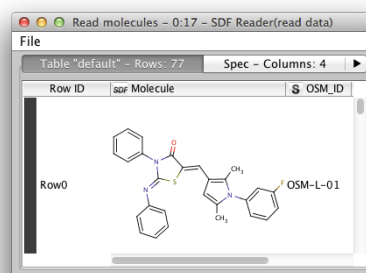 Read molecules - 0:17 - SDF Reader(read data)
File
Table "default" - Rows: 77 Spec - Columns: 4
Row ID SDF Molecule S OSM_ID
Row0 OSM-L-01
O
N
CH3
S
N
N
F
CH3